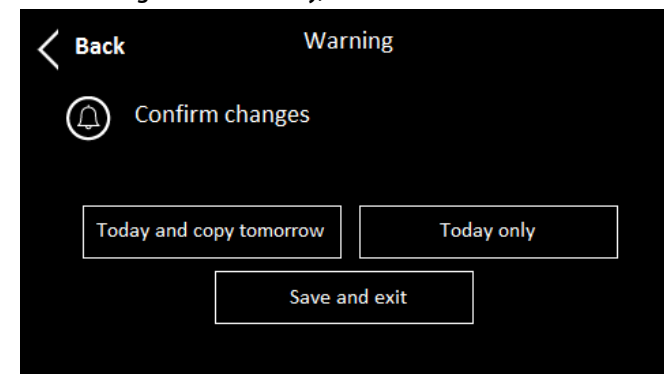 Back
Warning
Confirm changes
Today and copy tomorrow
Today only
Save and exit